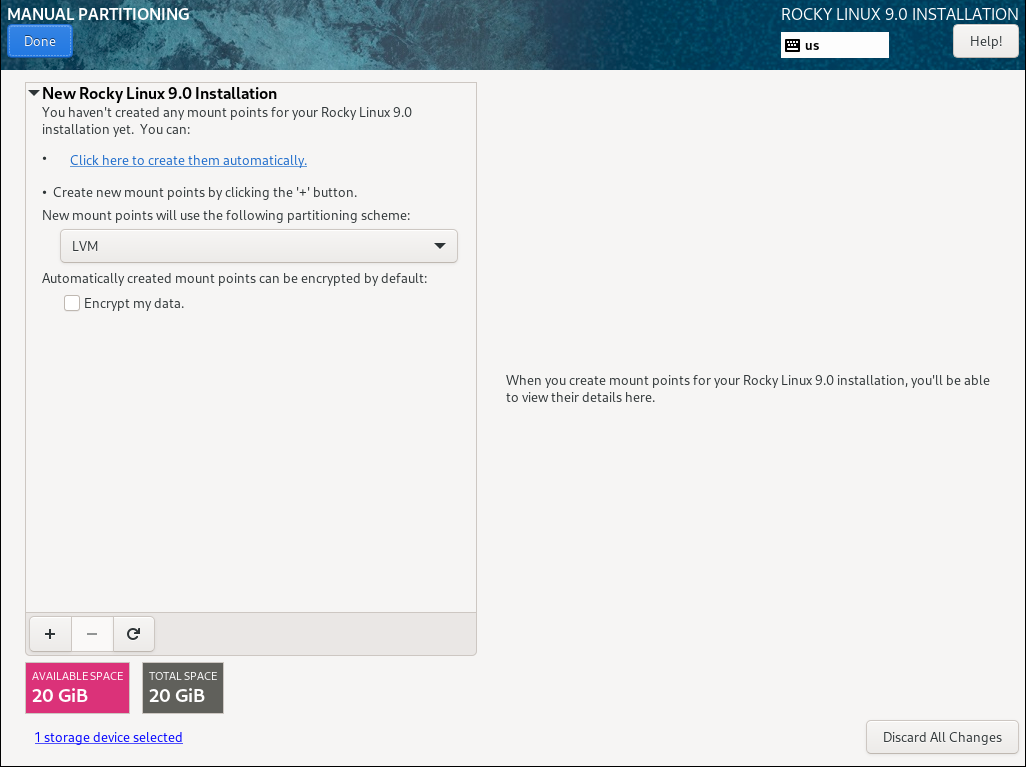 MANUAL PARTITIONING
ROCKY LINUX 9.0 INSTALLATION
Done
us
Help!
New Rocky Linux 9.0 Installation
You haven't created any mount points for your Rocky Linux 9.0
installation yet.  You can:
• Click here to create them automatically.
• Create new mount points by clicking the '+' button.
New mount points will use the following partitioning scheme:
LVM
Automatically created mount points can be encrypted by default:
Encrypt my data.
When you create mount points for your Rocky Linux 9.0 installation, you'll be able
to view their details here.
+ −
AVAILABLE SPACE
20 GiB
TOTAL SPACE
20 GiB
1 storage device selected
Discard All Changes